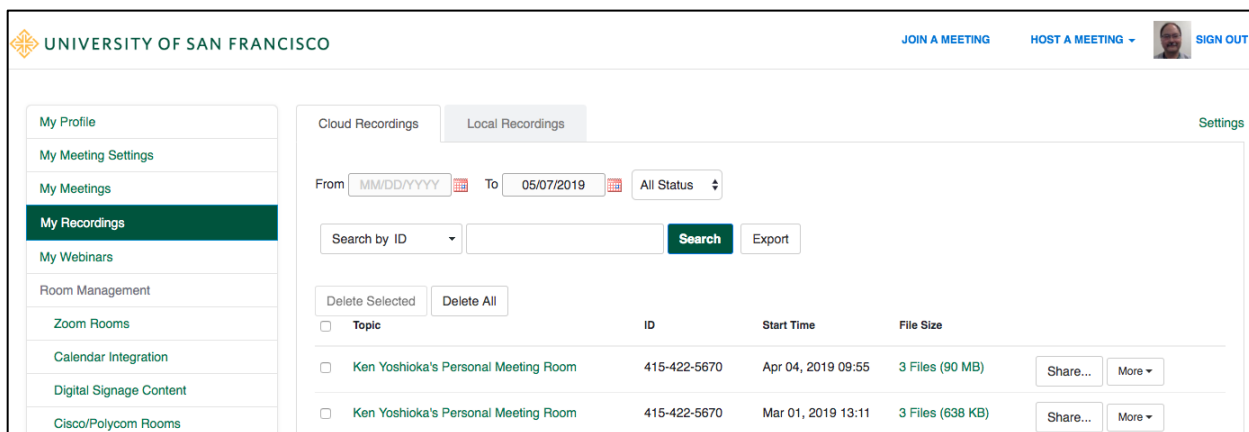 UNIVERSITY OF SAN FRANCISCO
JOIN A MEETING HOST A MEETING SIGN OUT
My Profile
My Meeting Settings
My Meetings
My Recordings
My Webinars
Room Management
Zoom Rooms
Calendar Integration
Digital Signage Content
Cisco/Polycom Rooms
Cloud Recordings Local Recordings Settings
From MM/DD/YYYY To 05/07/2019 All Status
Search by ID Search Export
Delete Selected Delete All
Topic ID Start Time File Size
Ken Yoshioka's Personal Meeting Room 415-422-5670 Apr 04, 2019 09:55 3 Files (90 MB) Share... More
Ken Yoshioka's Personal Meeting Room 415-422-5670 Mar 01, 2019 13:11 3 Files (638 KB) Share... More